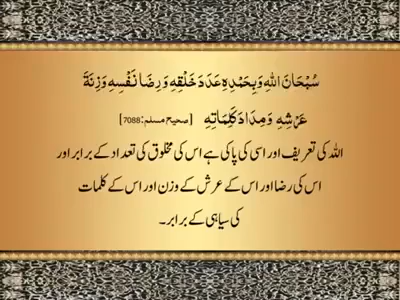 سُبْحَانَ اللهِ وَبِحَمْدِهِ عَدَدَ خَلْقِهِ وَرِضَا نَفْسِهِ وَزِنَةَ
عَرْشِهِ وَمِدَادَ كَلِمَاتِهِ [صحیح مسلم:7088]
اللہ کی تعریف اور اسی کی پاکی ہے اس کی مخلوق کی تعداد کے برابر اور
اس کی رضا اور اس کے عرش کے وزن اور اس کے کلمات
کی سیاہی کے برابر۔